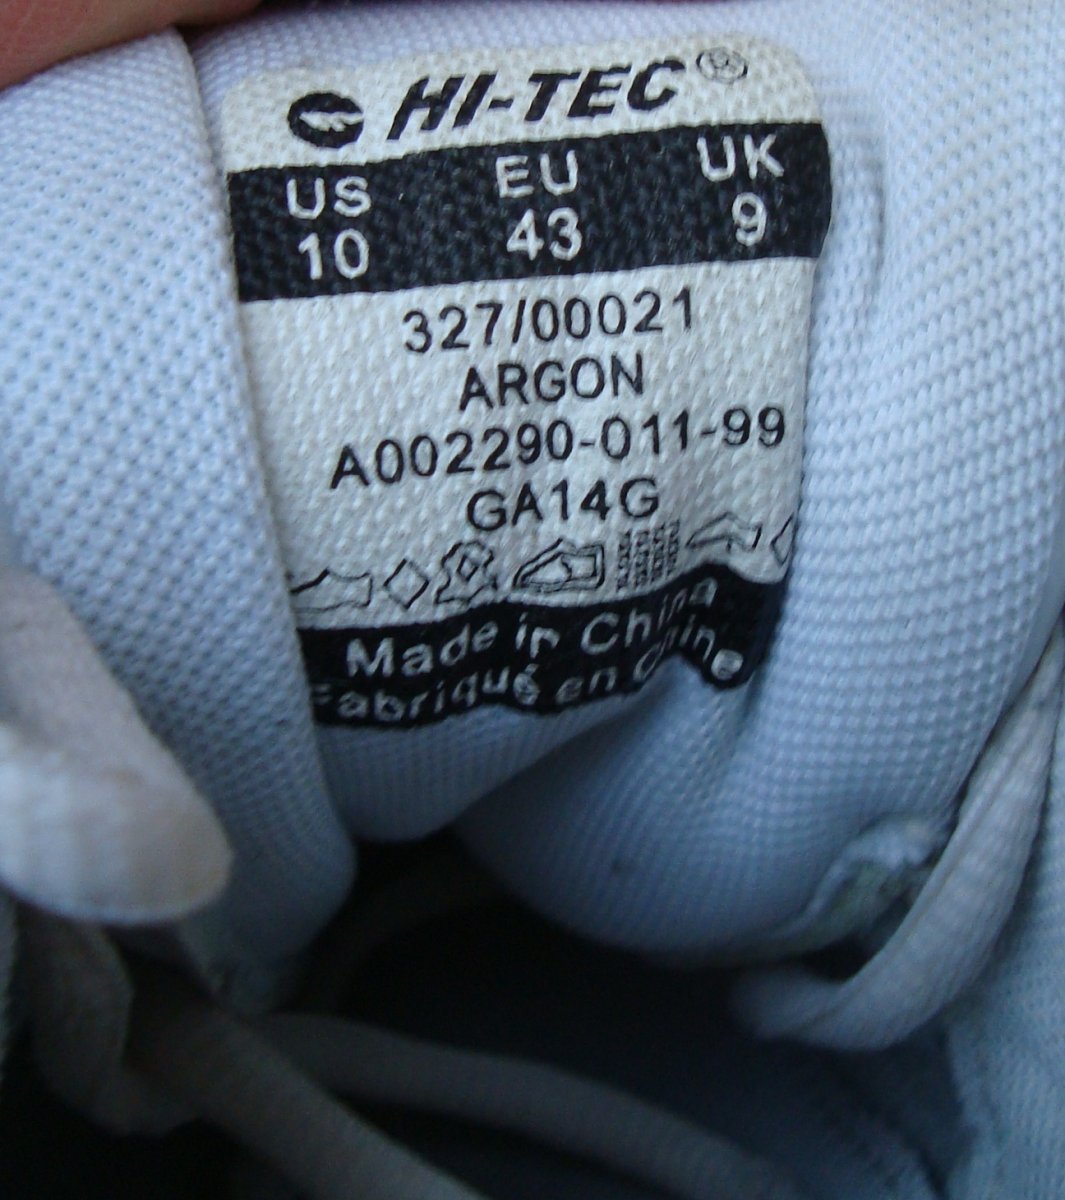 HI-TEC®
US EU UK
10 43 9
327/00021
ARGON
A002290-011-99
GA14G
Made in China
Fabriqué en Chine